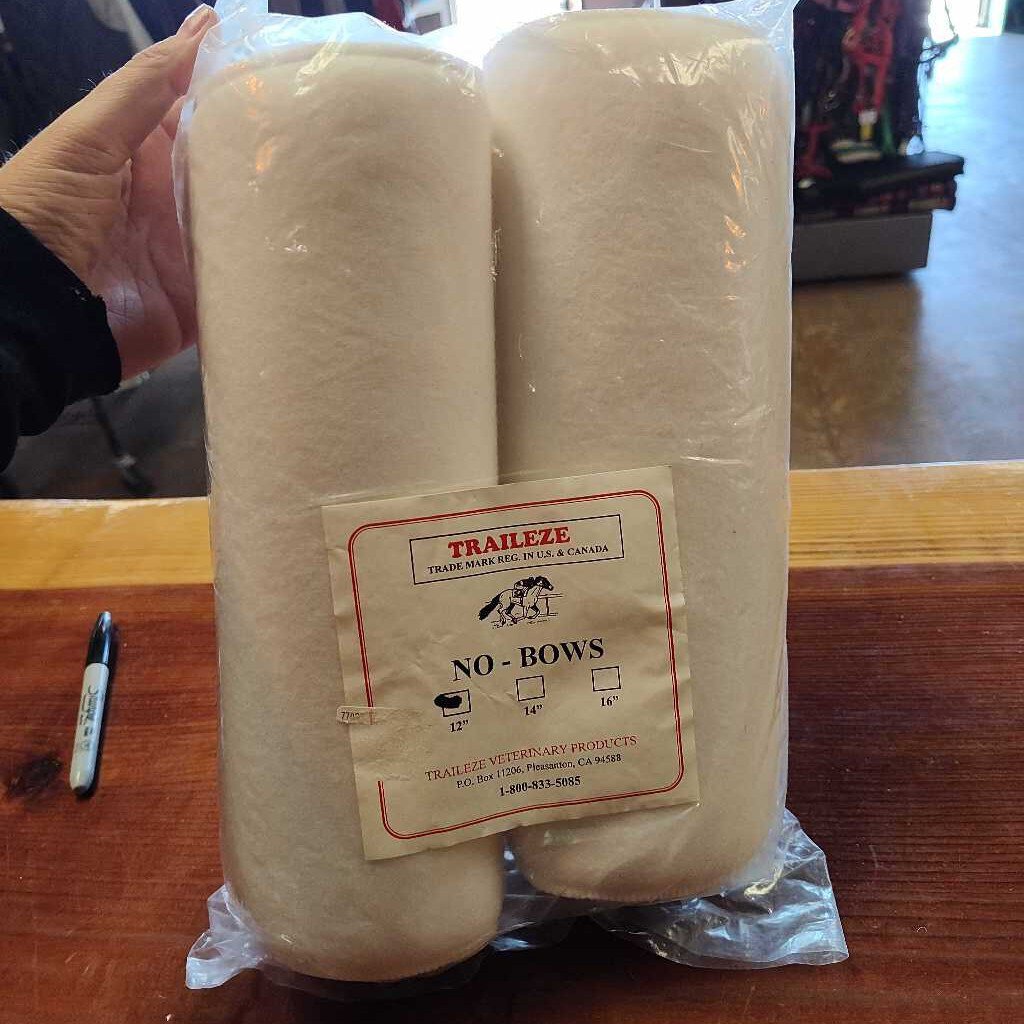 TRAILEZE
TRADE MARK REG. IN U.S. & CANADA
NO - BOWS
12" 14" 16"
TRAILEZE VETERINARY PRODUCTS
P.O. Box 11206, Pleasanton, CA 94588
1-800-833-5085
Sharpie